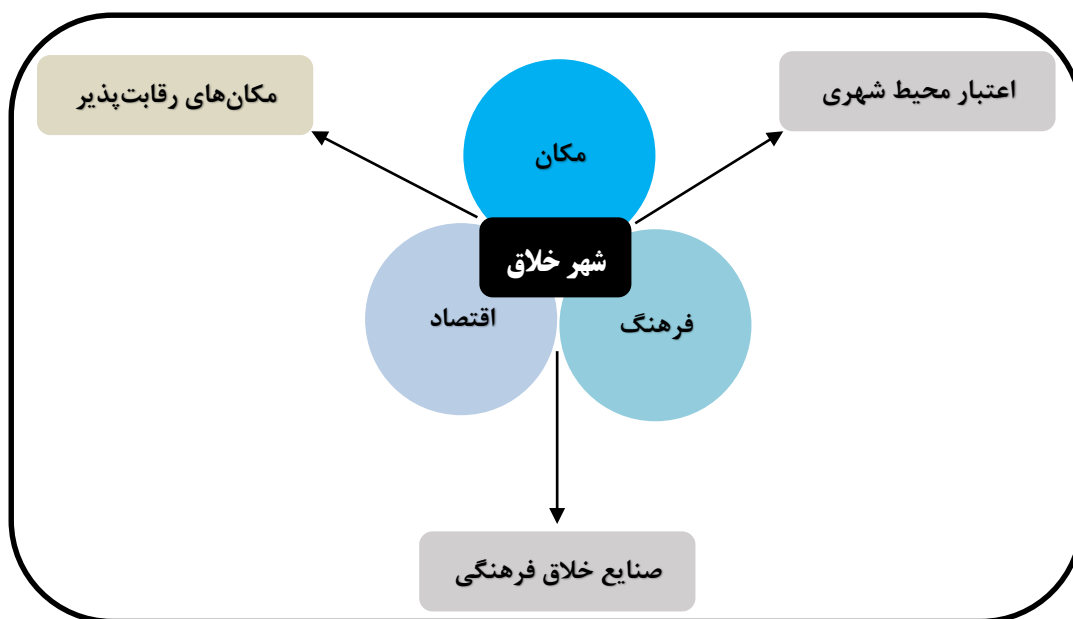 اعتبار محیط شهری
مکان‌های رقابت‌پذیر
مکان
شهر خلاق
فرهنگ
اقتصاد
صنایع خلاق فرهنگی